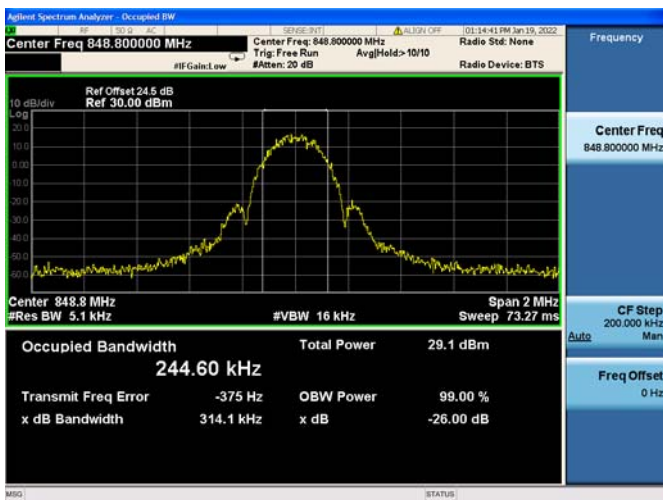 Agilent Spectrum Analyzer - Occupied BW
RF 50 Ω AC SENSE:INT ALIGN OFF 01:14:41 PM Jan 19, 2022
Center Freq 848.800000 MHz
Center Freq: 848.800000 MHz Radio Std: None
Trig: Free Run Avg|Hold:> 10/10
#IFGain:Low #Atten: 20 dB Radio Device: BTS
Ref Offset 24.5 dB
10 dB/div Ref 30.00 dBm
Log
20.0
10.0
0.00
-10.0
-20.0
-30.0
-40.0
-50.0
-60.0
Center 848.8 MHz Span 2 MHz
#Res BW 5.1 kHz #VBW 16 kHz Sweep 73.27 ms
Occupied Bandwidth Total Power 29.1 dBm
244.60 kHz
Transmit Freq Error -375 Hz OBW Power 99.00 %
x dB Bandwidth 314.1 kHz x dB -26.00 dB
MSG STATUS
Frequency
Center Freq
848.800000 MHz
CF Step
200.000 kHz
Auto Man
Freq Offset
0 Hz